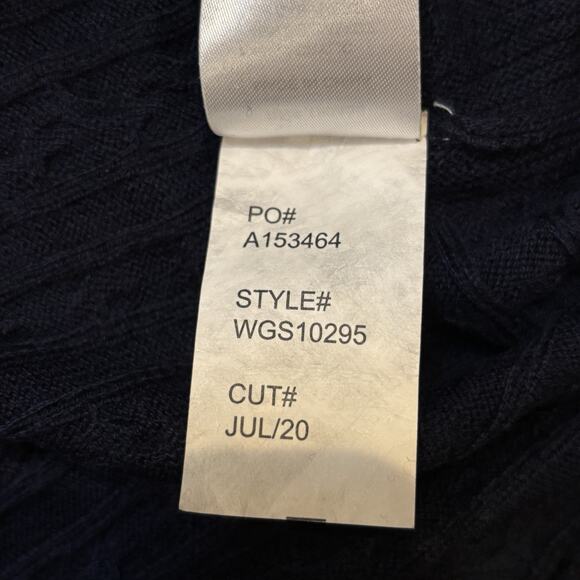 PO#
A153464
STYLE#
WGS10295
CUT#
JUL/20